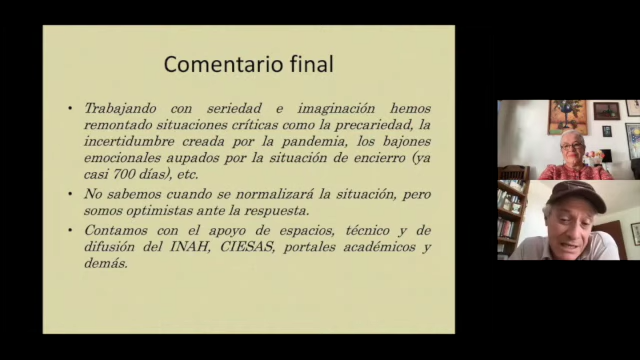 Comentario final
• Trabajando con seriedad e imaginación hemos
remontado situaciones críticas como la precariedad, la
incertidumbre creada por la pandemia, los bajones
emocionales aupados por la situación de encierro (ya
casi 700 días), etc.
• No sabemos cuando se normalizará la situación, pero
somos optimistas ante la respuesta.
• Contamos con el apoyo de espacios, técnico y de
difusión del INAH, CIESAS, portales académicos y
demás.